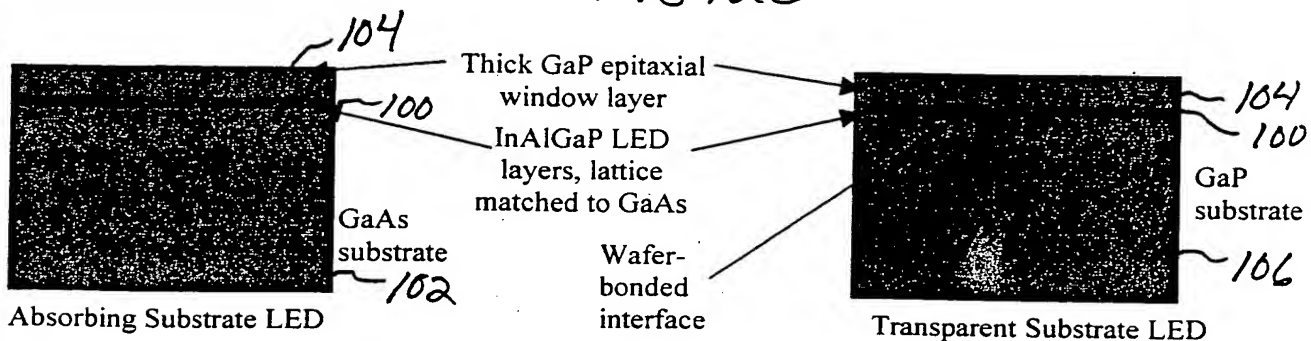 104
Thick GaP epitaxial
window layer
104
100
100
InAlGaP LED
layers, lattice
matched to GaAs
GaAs
substrate
GaP
substrate
Wafer-
bonded
interface
102
106
Absorbing Substrate LED
Transparent Substrate LED